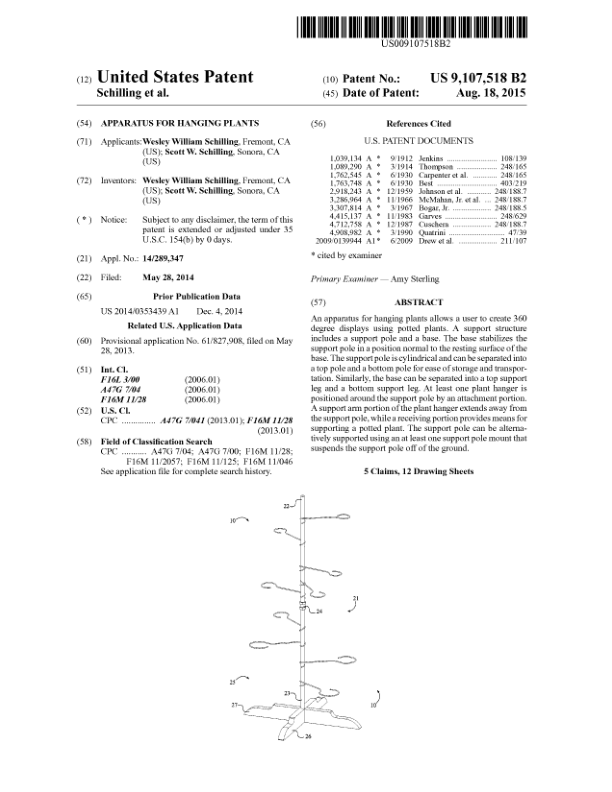 US009107518B2
(12) United States Patent
Schilling et al.
(10) Patent No.: US 9,107,518 B2
(45) Date of Patent: Aug. 18, 2015
(54) APPARATUS FOR HANGING PLANTS
(71) Applicants:Wesley William Schilling, Fremont, CA
(US); Scott W. Schilling, Sonora, CA
(US)
(72) Inventors: Wesley William Schilling, Fremont, CA
(US); Scott W. Schilling, Sonora, CA
(US)
( * ) Notice: Subject to any disclaimer, the term of this
patent is extended or adjusted under 35
U.S.C. 154(b) by 0 days.
(21) Appl. No.: 14/289,347
(22) Filed: May 28, 2014
(65) Prior Publication Data
US 2014/0353439 A1 Dec. 4, 2014
Related U.S. Application Data
(60) Provisional application No. 61/827,908, filed on May
28, 2013.
(51) Int. Cl.
F16L 3/00 (2006.01)
A47G 7/04 (2006.01)
F16M 11/28 (2006.01)
(52) U.S. Cl.
CPC .............. A47G 7/041 (2013.01); F16M 11/28
(2013.01)
(58) Field of Classification Search
CPC .......... A47G 7/04; A47G 7/00; F16M 11/28;
F16M 11/2057; F16M 11/125; F16M 11/046
See application file for complete search history.
(56) References Cited
U.S. PATENT DOCUMENTS
1,039,134 A * 9/1912 Jenkins ........................ 108/139
1,089,290 A * 3/1914 Thompson ................... 248/165
1,762,545 A * 6/1930 Carpenter et al. ........... 248/165
1,763,748 A * 6/1930 Best ............................. 403/219
2,918,243 A * 12/1959 Johnson et al. ........... 248/188.7
3,286,964 A * 11/1966 McMahan, Jr. et al. ... 248/188.7
3,307,814 A * 3/1967 Bogar, Jr. .................. 248/188.5
4,415,137 A * 11/1983 Garves ......................... 248/629
4,712,758 A * 12/1987 Cuschera ................... 248/188.7
4,908,982 A * 3/1990 Quatrini ......................... 47/39
2009/0139944 A1* 6/2009 Drew et al. .................. 211/107
* cited by examiner
Primary Examiner — Amy Sterling
(57) ABSTRACT
An apparatus for hanging plants allows a user to create 360
degree displays using potted plants. A support structure
includes a support pole and a base. The base stabilizes the
support pole in a position normal to the resting surface of the
base. The support pole is cylindrical and can be separated into
a top pole and a bottom pole for ease of storage and transpor-
tation. Similarly, the base can be separated into a top support
leg and a bottom support leg. At least one plant hanger is
positioned around the support pole by an attachment portion.
A support arm portion of the plant hanger extends away from
the support pole, while a receiving portion provides means for
supporting a potted plant. The support pole can be alterna-
tively supported using an at least one support pole mount that
suspends the support pole off of the ground.
5 Claims, 12 Drawing Sheets
22
10
21
24
25
23
27
10
26